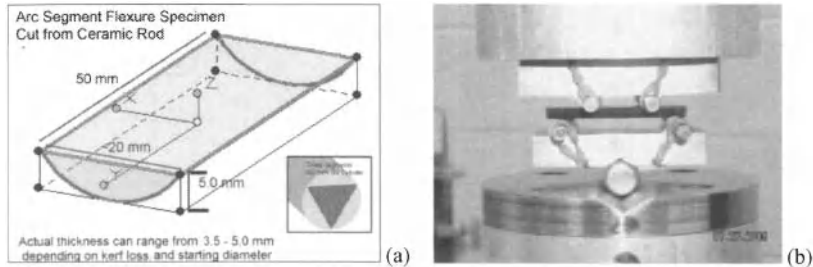 Arc Segment Flexure Specimen
Cut from Ceramic Rod
50 mm
X
Z
~20 mm
Y
5.0 mm
Actual thickness can range from 3.5 - 5.0 mm
depending on kerf loss and starting diameter
(a)
(b)